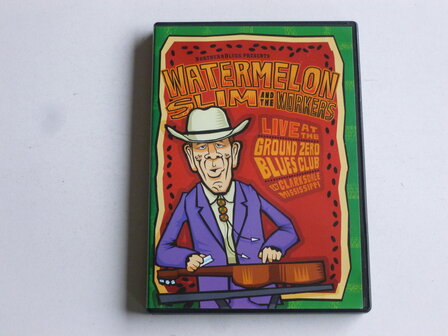 NORTHERNBLUES PRESENTS
WATERMELON
SLIM AND THE WORKERS
LIVE AT THE
GROUND ZERO
BLUES CLUB
IN CLARKSDALE
MISSISSIPPI